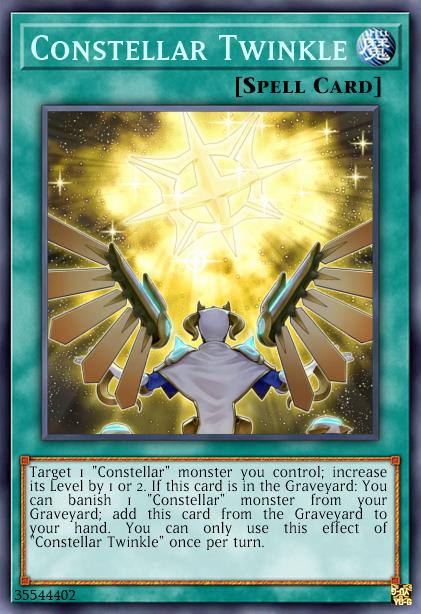 Constellar Twinkle
[Spell Card]
Target 1 "Constellar" monster you control; increase
its Level by 1 or 2. If this card is in the Graveyard: You
can banish 1 "Constellar" monster from your
Graveyard; add this card from the Graveyard to
your hand. You can only use this effect of
"Constellar Twinkle" once per turn.
35544402